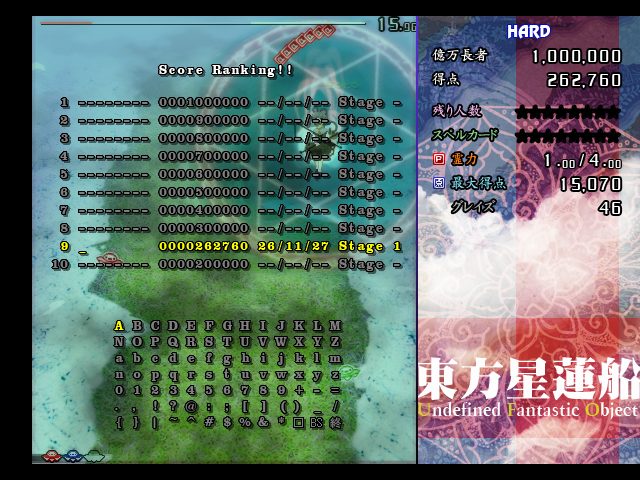 15.96
Score Ranking!!
1 -------- 0001000000 --/--/-- Stage -
2 -------- 0000900000 --/--/-- Stage -
3 -------- 0000800000 --/--/-- Stage -
4 -------- 0000700000 --/--/-- Stage -
5 -------- 0000600000 --/--/-- Stage -
6 -------- 0000500000 --/--/-- Stage -
7 -------- 0000400000 --/--/-- Stage -
8 -------- 0000300000 --/--/-- Stage -
9 _ 0000262760 26/11/27 Stage 1
10 -------- 0000200000 --/--/-- Stage -
A B C D E F G H I J K L M
N O P Q R S T U V W X Y Z
a b c d e f g h i j k l m
n o p q r s t u v w x y z
0 1 2 3 4 5 6 7 8 9 + - =
. , ! ? @ : ; [ ] ( ) _ /
{ } | ~ ^ # $ % & * □ BS 終
HARD
億万長者 1,000,000
得点 262,760
残り人数 ★★★★★★★★
スペルカード ★★★★★★★★
P 霊力 1.00/4.00
点 最大得点 15,070
グレイズ 46
東方星蓮船
Undefined Fantastic Object